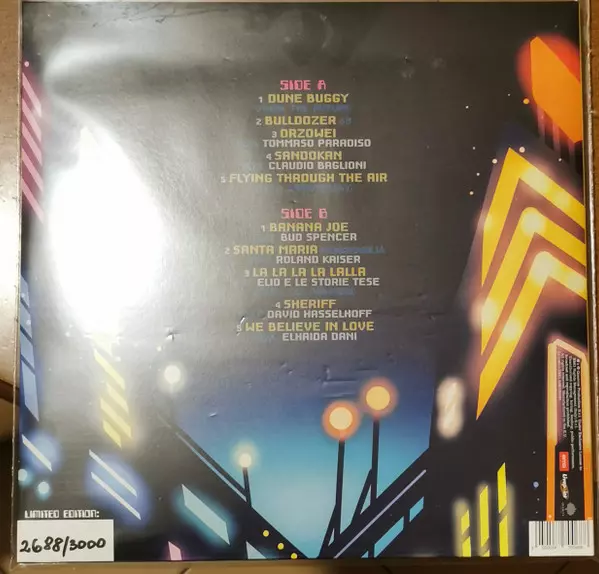 SIDE A
1 DUNE BUGGY
2 BULLDOZER
3 ORZOWEI
TOMMASO PARADISO
4 SANDOKAN
CLAUDIO BAGLIONI
5 FLYING THROUGH THE AIR
SIDE B
1 BANANA JOE
BUD SPENCER
2 SANTA MARIA
ROLAND KAISER
3 LA LA LA LA LALLA
ELIO E LE STORIE TESE
4 SHERIFF
DAVID HASSELHOFF
5 WE BELIEVE IN LOVE
ELHAIDA DANI
LIMITED EDITION:
2688/3000